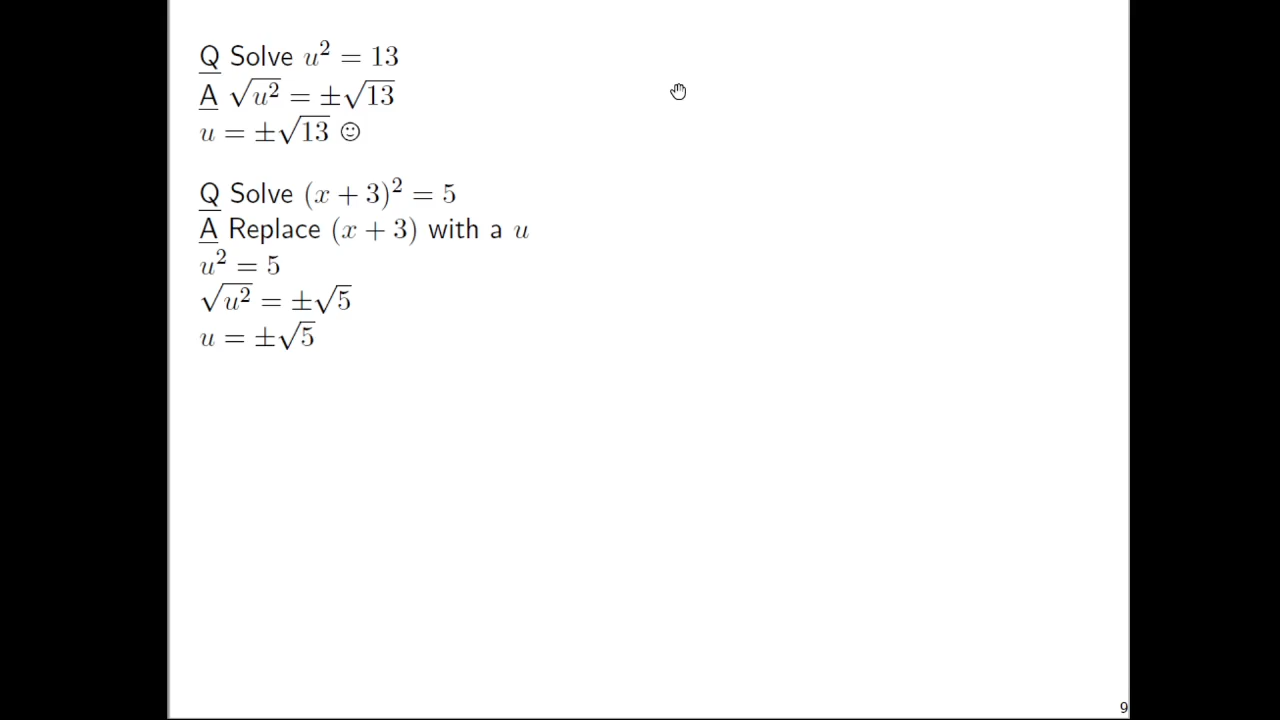 Q Solve u² = 13
A √u² = ±√13
u = ±√13 ☺
Q Solve (x + 3)² = 5
A Replace (x + 3) with a u
u² = 5
√u² = ±√5
u = ±√5
9